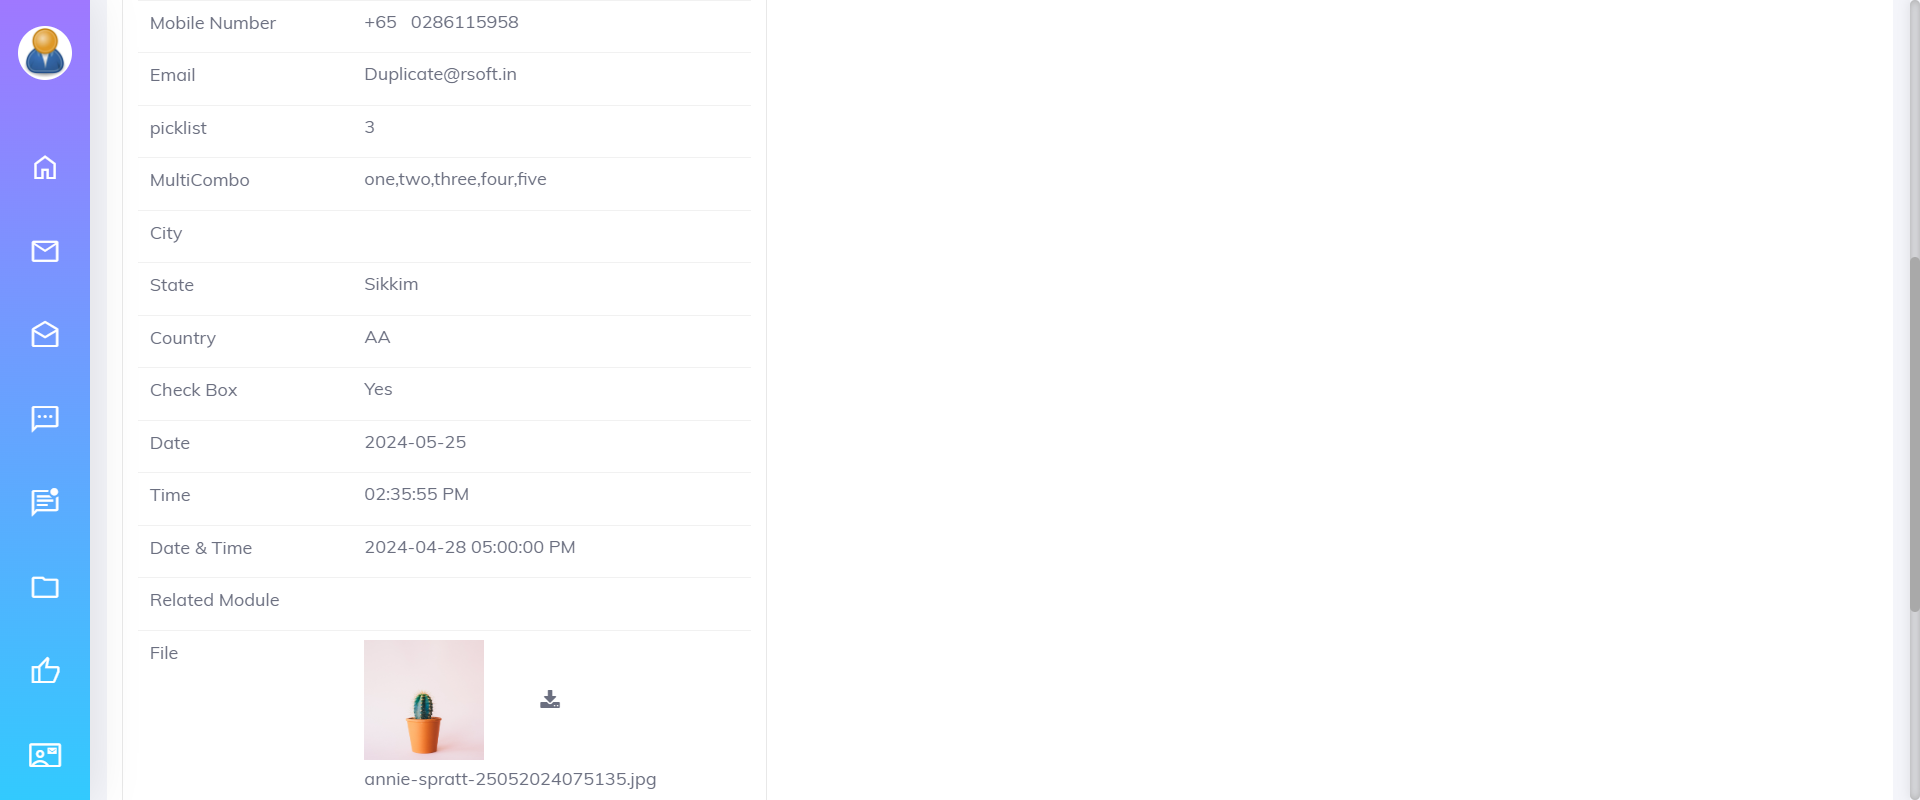 Mobile Number +65 0286115958
Email Duplicate@rsoft.in
picklist 3
MultiCombo one,two,three,four,five
City
State Sikkim
Country AA
Check Box Yes
Date 2024-05-25
Time 02:35:55 PM
Date & Time 2024-04-28 05:00:00 PM
Related Module
File
annie-spratt-25052024075135.jpg